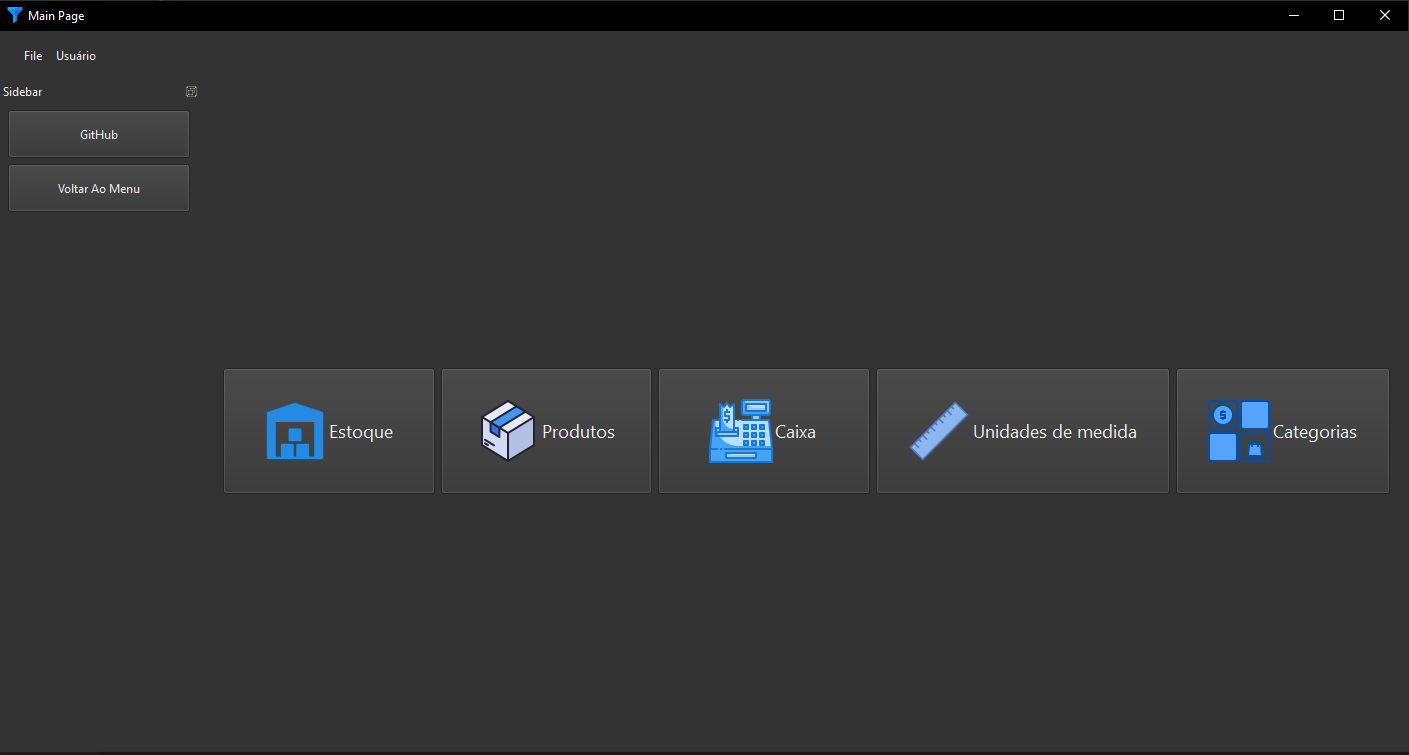 Main Page
File Usuário
Sidebar
GitHub
Voltar Ao Menu
Estoque
Produtos
$
Caixa
Unidades de medida
$
Categorias